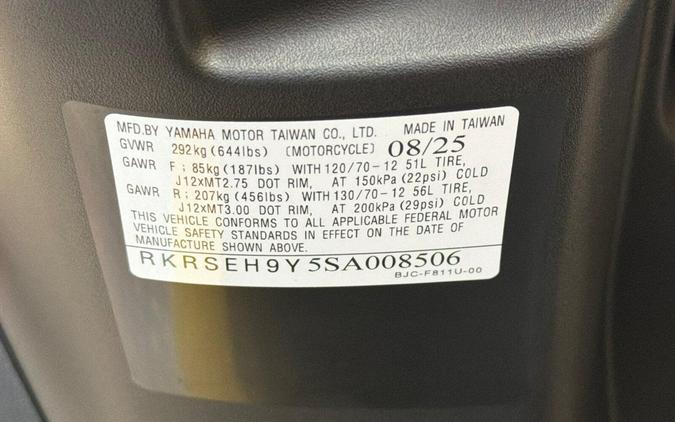 MFD.BY YAMAHA MOTOR TAIWAN CO., LTD. MADE IN TAIWAN
GVWR 292kg (644lbs) (MOTORCYCLE) 08/25
GAWR F; 85kg (187lbs) WITH 120/70-12 51L TIRE,
J12xMT2.75 DOT RIM, AT 150kPa (22psi) COLD
GAWR R; 207kg (456lbs) WITH 130/70-12 56L TIRE,
J12xMT3.00 DOT RIM, AT 200kPa (29psi) COLD
THIS VEHICLE CONFORMS TO ALL APPLICABLE FEDERAL MOTOR
VEHICLE SAFETY STANDARDS IN EFFECT ON THE DATE OF
MANUFACTURE SHOWN ABOVE.
RKRSEH9Y5SA008506
BJC-F811U-00